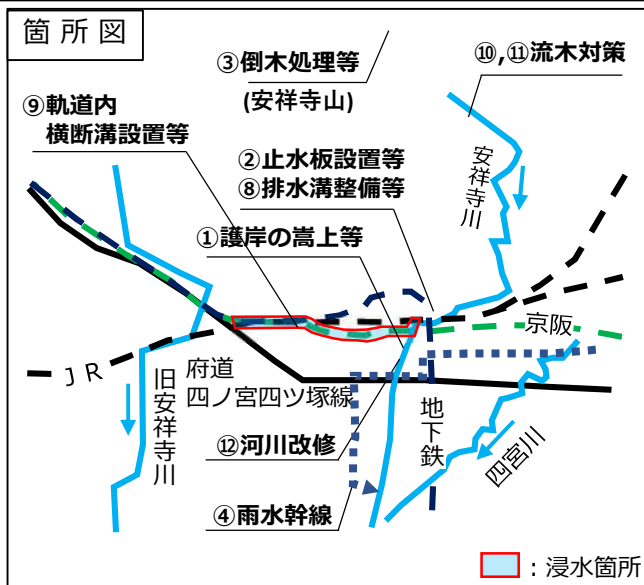 箇所図
③倒木処理等
(安祥寺山)
⑩,⑪流木対策
⑨軌道内
横断溝設置等
②止水板設置等
⑧排水溝整備等
安祥寺川
①護岸の嵩上等
京阪
ＪＲ
府道
四ノ宮四ツ塚線
旧安祥寺川
地下鉄
四宮川
⑫河川改修
④雨水幹線
：浸水箇所